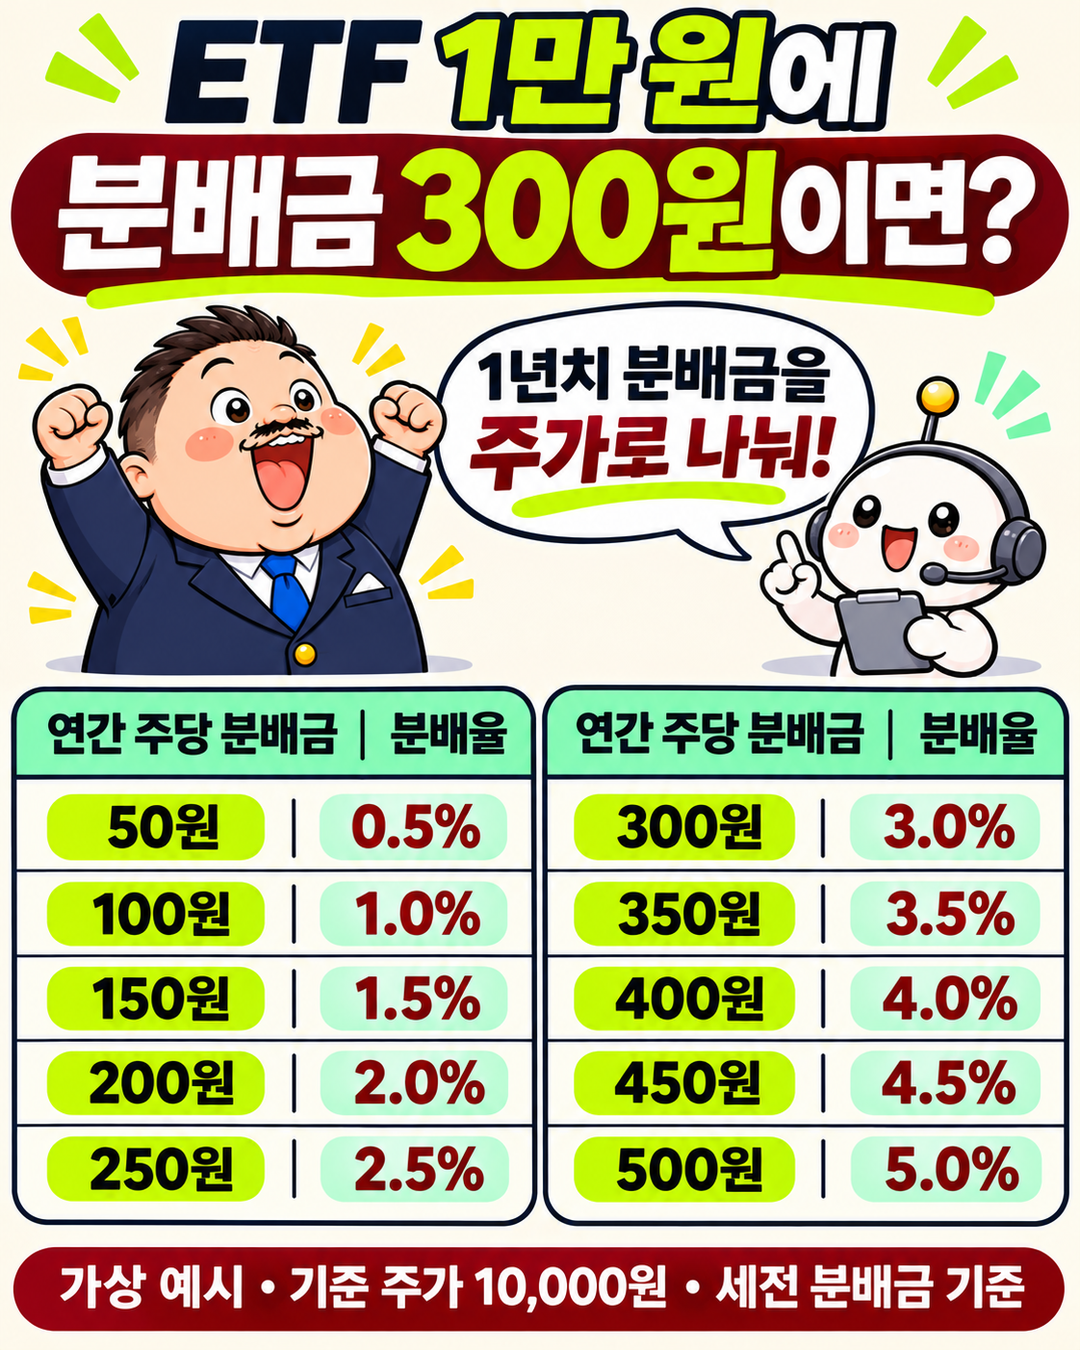 ETF 1만 원에
분배금 300원이면?
1년치 분배금을
주가로 나눠!
연간 주당 분배금 | 분배율
50원 | 0.5%
100원 | 1.0%
150원 | 1.5%
200원 | 2.0%
250원 | 2.5%
연간 주당 분배금 | 분배율
300원 | 3.0%
350원 | 3.5%
400원 | 4.0%
450원 | 4.5%
500원 | 5.0%
가상 예시 • 기준 주가 10,000원 • 세전 분배금 기준